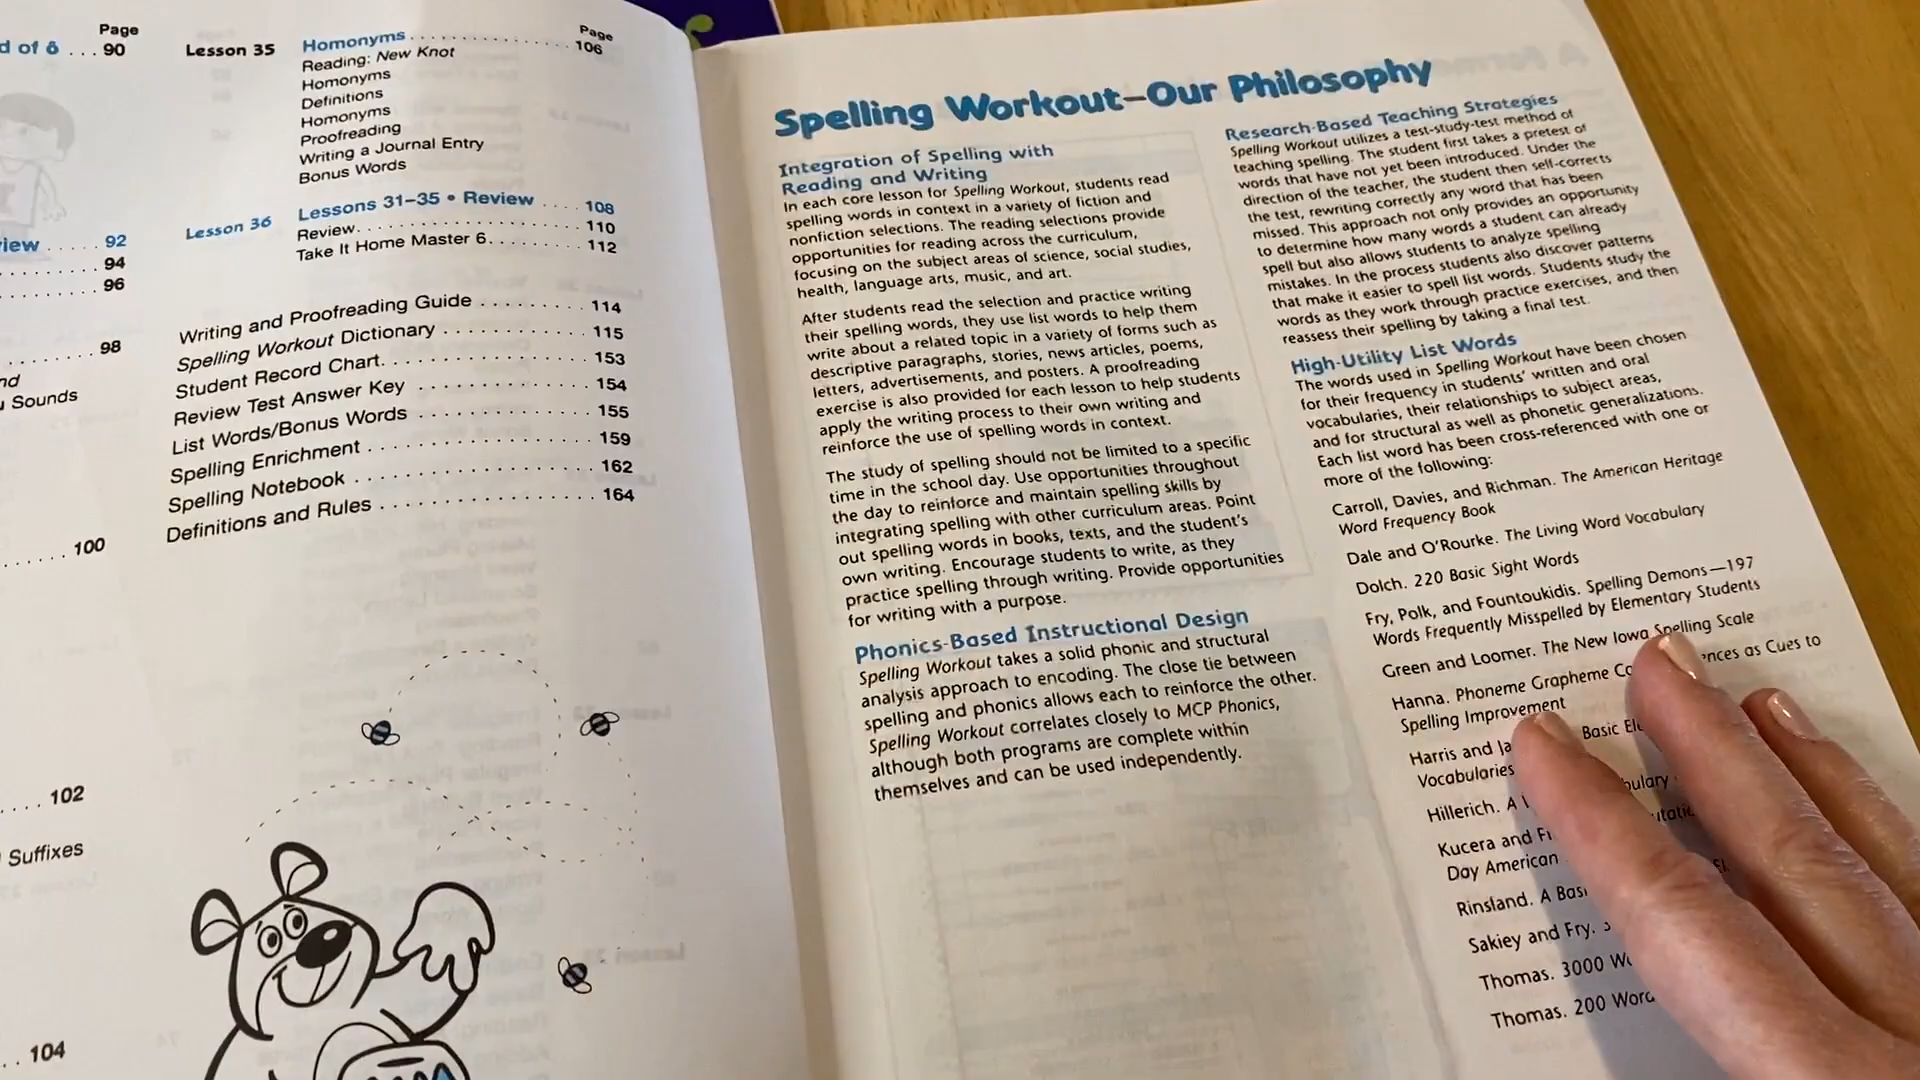 Page
d of 6 ... 90
iew ..... 92
94
96
98
nd
Sounds
100
102
Suffixes
104
Page
Lesson 35 Homonyms 106
Reading: New Knot
Homonyms
Definitions
Homonyms
Proofreading
Writing a Journal Entry
Bonus Words
Lesson 36 Lessons 31–35 • Review .... 108
Review 110
Take It Home Master 6 112
Writing and Proofreading Guide 114
Spelling Workout Dictionary 115
Student Record Chart 153
Review Test Answer Key 154
List Words/Bonus Words 155
Spelling Enrichment 159
Spelling Notebook 162
Definitions and Rules 164
Spelling Workout–Our Philosophy
Integration of Spelling with
Reading and Writing
In each core lesson for Spelling Workout, students read
spelling words in context in a variety of fiction and
nonfiction selections. The reading selections provide
opportunities for reading across the curriculum,
focusing on the subject areas of science, social studies,
health, language arts, music, and art.
After students read the selection and practice writing
their spelling words, they use list words to help them
write about a related topic in a variety of forms such as
descriptive paragraphs, stories, news articles, poems,
letters, advertisements, and posters. A proofreading
exercise is also provided for each lesson to help students
apply the writing process to their own writing and
reinforce the use of spelling words in context.
The study of spelling should not be limited to a specific
time in the school day. Use opportunities throughout
the day to reinforce and maintain spelling skills by
integrating spelling with other curriculum areas. Point
out spelling words in books, texts, and the student's
own writing. Encourage students to write, as they
practice spelling through writing. Provide opportunities
for writing with a purpose.
Phonics-Based Instructional Design
Spelling Workout takes a solid phonic and structural
analysis approach to encoding. The close tie between
spelling and phonics allows each to reinforce the other.
Spelling Workout correlates closely to MCP Phonics,
although both programs are complete within
themselves and can be used independently.
Research-Based Teaching Strategies
Spelling Workout utilizes a test-study-test method of
teaching spelling. The student first takes a pretest of
words that have not yet been introduced. Under the
direction of the teacher, the student then self-corrects
the test, rewriting correctly any word that has been
missed. This approach not only provides an opportunity
to determine how many words a student can already
spell but also allows students to analyze spelling
mistakes. In the process students also discover patterns
that make it easier to spell list words. Students study the
words as they work through practice exercises, and then
reassess their spelling by taking a final test.
High-Utility List Words
The words used in Spelling Workout have been chosen
for their frequency in students' written and oral
vocabularies, their relationships to subject areas,
and for structural as well as phonetic generalizations.
Each list word has been cross-referenced with one or
more of the following:
Carroll, Davies, and Richman. The American Heritage
Word Frequency Book
Dale and O'Rourke. The Living Word Vocabulary
Dolch. 220 Basic Sight Words
Fry, Polk, and Fountoukidis. Spelling Demons—197
Words Frequently Misspelled by Elementary Students
Green and Loomer. The New Iowa Spelling Scale
Hanna. Phoneme Grapheme Co ences as Cues to
Spelling Improvement
Harris and Ja Basic El
Vocabularies
Hillerich. A bulary
Kucera and F
Day American
Rinsland. A Basi
Sakiey and Fry. 3
Thomas. 3000 W
Thomas. 200 Word